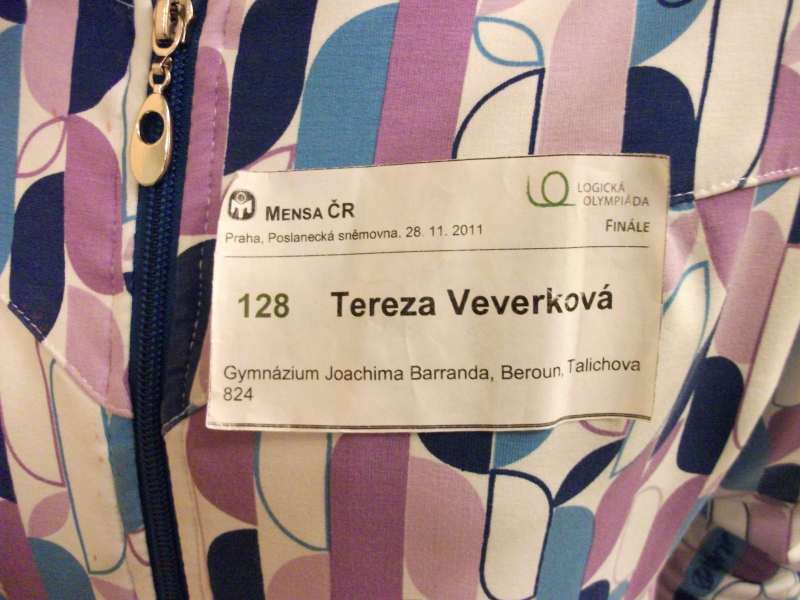 MENSA ČR
LOGICKÁ
OLYMPIÁDA
Praha, Poslanecká sněmovna. 28. 11. 2011
FINÁLE
128 Tereza Veverková
Gymnázium Joachima Barranda, Beroun, Talichova
824